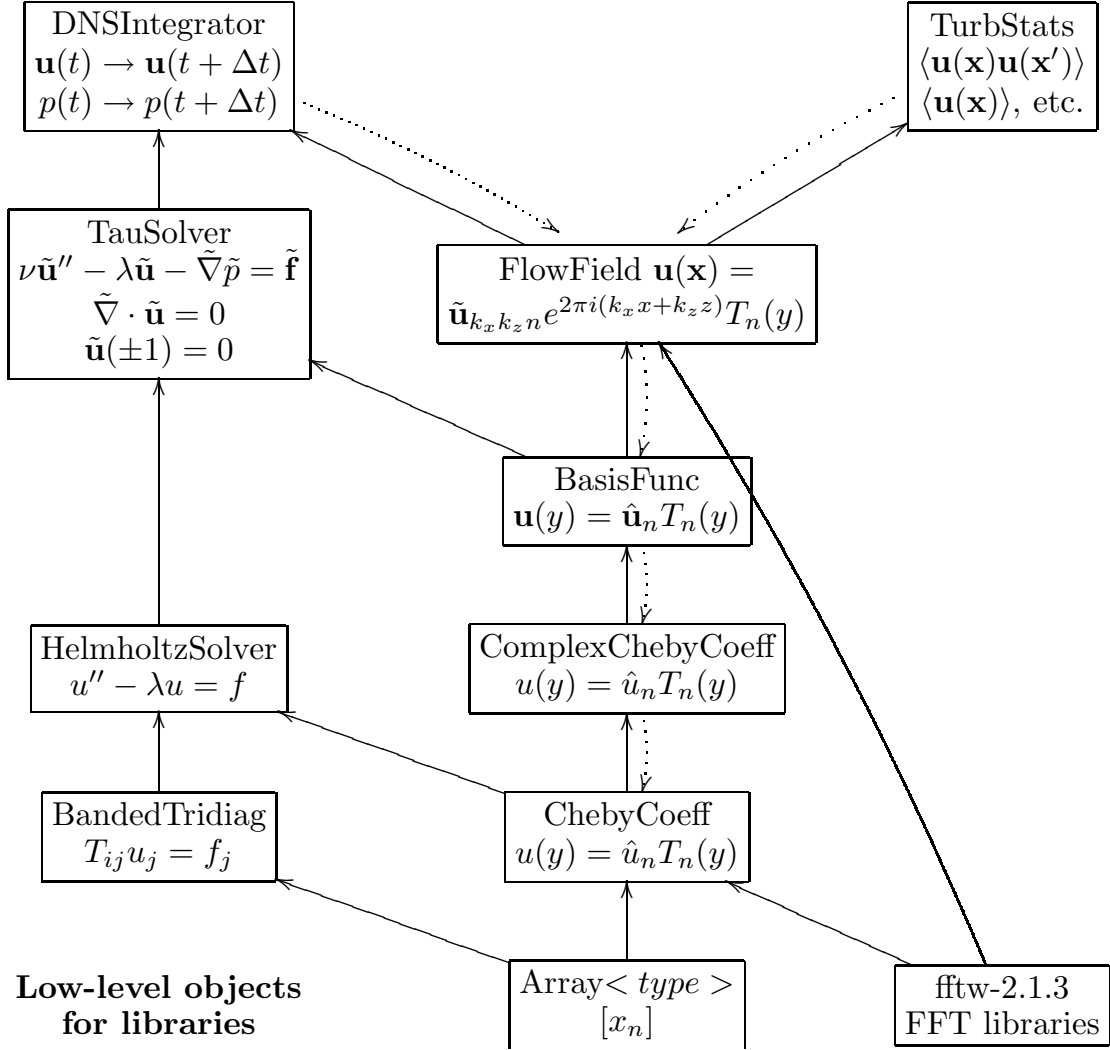 DNSIntegrator
𝐮(t) → 𝐮(t + Δt)
p(t) → p(t + Δt)
TurbStats
⟨𝐮(𝐱)𝐮(𝐱′)⟩
⟨𝐮(𝐱)⟩, etc.
TauSolver
ν𝐮̃″ − λ𝐮̃ − ∇̃p̃ = 𝐟̃
∇̃ · 𝐮̃ = 0
𝐮̃(±1) = 0
FlowField 𝐮(𝐱) =
𝐮̃_{k_x k_z n} e^{2πi(k_x x+k_z z)} T_n(y)
BasisFunc
𝐮(y) = 𝐮̂_n T_n(y)
HelmholtzSolver
u″ − λu = f
ComplexChebyCoeff
u(y) = û_n T_n(y)
BandedTridiag
T_{ij} u_j = f_j
ChebyCoeff
u(y) = û_n T_n(y)
Low-level objects
for libraries
Array< type >
[x_n]
fftw-2.1.3
FFT libraries